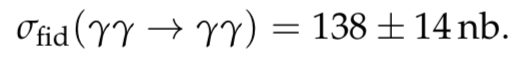 σ_fid(γγ → γγ) = 138 ± 14 nb.